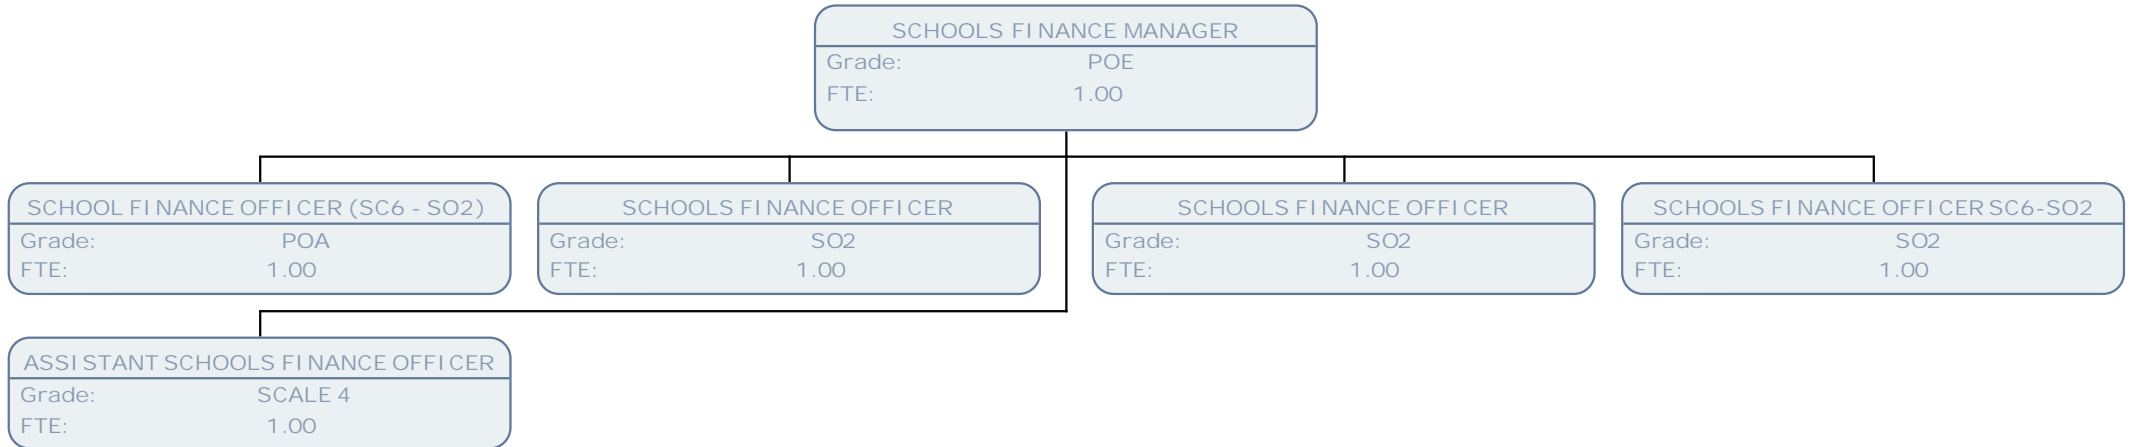 SCHOOLS FINANCE MANAGER
Grade: POE
FTE: 1.00
SCHOOL FINANCE OFFICER (SC6 - SO2)
Grade: POA
FTE: 1.00
SCHOOLS FINANCE OFFICER
Grade: SO2
FTE: 1.00
SCHOOLS FINANCE OFFICER
Grade: SO2
FTE: 1.00
SCHOOLS FINANCE OFFICER SC6-SO2
Grade: SO2
FTE: 1.00
ASSISTANT SCHOOLS FINANCE OFFICER
Grade: SCALE 4
FTE: 1.00